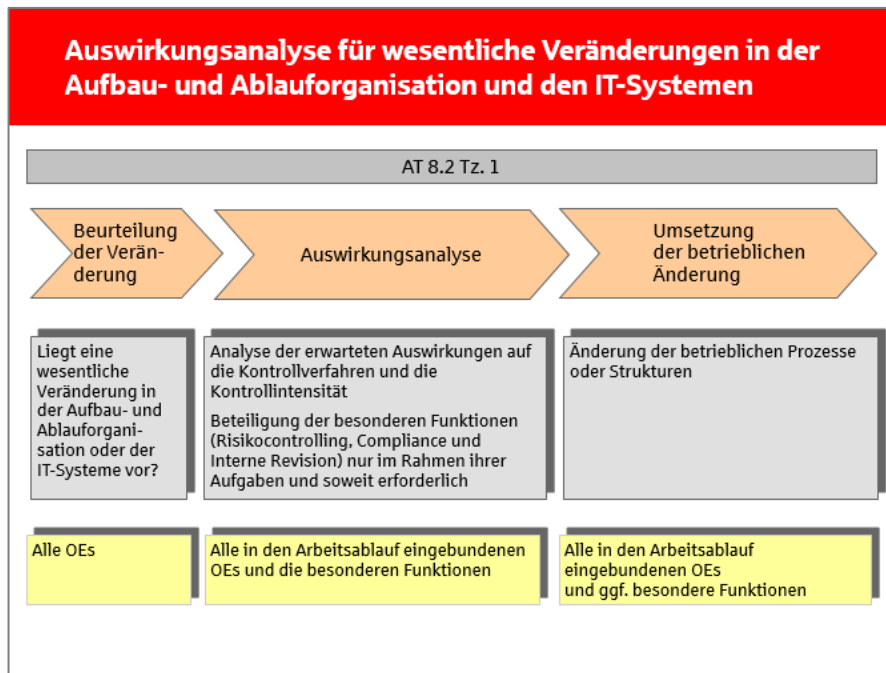 Auswirkungsanalyse für wesentliche Veränderungen in der
Aufbau- und Ablauforganisation und den IT-Systemen
AT 8.2 Tz. 1
Beurteilung
der Verän-
derung
Auswirkungsanalyse
Umsetzung
der betrieblichen
Änderung
Liegt eine
wesentliche
Veränderung in
der Aufbau- und
Ablauforgani-
sation oder der
IT-Systeme vor?
Analyse der erwarteten Auswirkungen auf
die Kontrollverfahren und die
Kontrollintensität
Beteiligung der besonderen Funktionen
(Risikocontrolling, Compliance und
Interne Revision) nur im Rahmen ihrer
Aufgaben und soweit erforderlich
Änderung der betrieblichen Prozesse
oder Strukturen
Alle OEs
Alle in den Arbeitsablauf eingebundenen
OEs und die besonderen Funktionen
Alle in den Arbeitsablauf
eingebundenen OEs
und ggf. besondere Funktionen